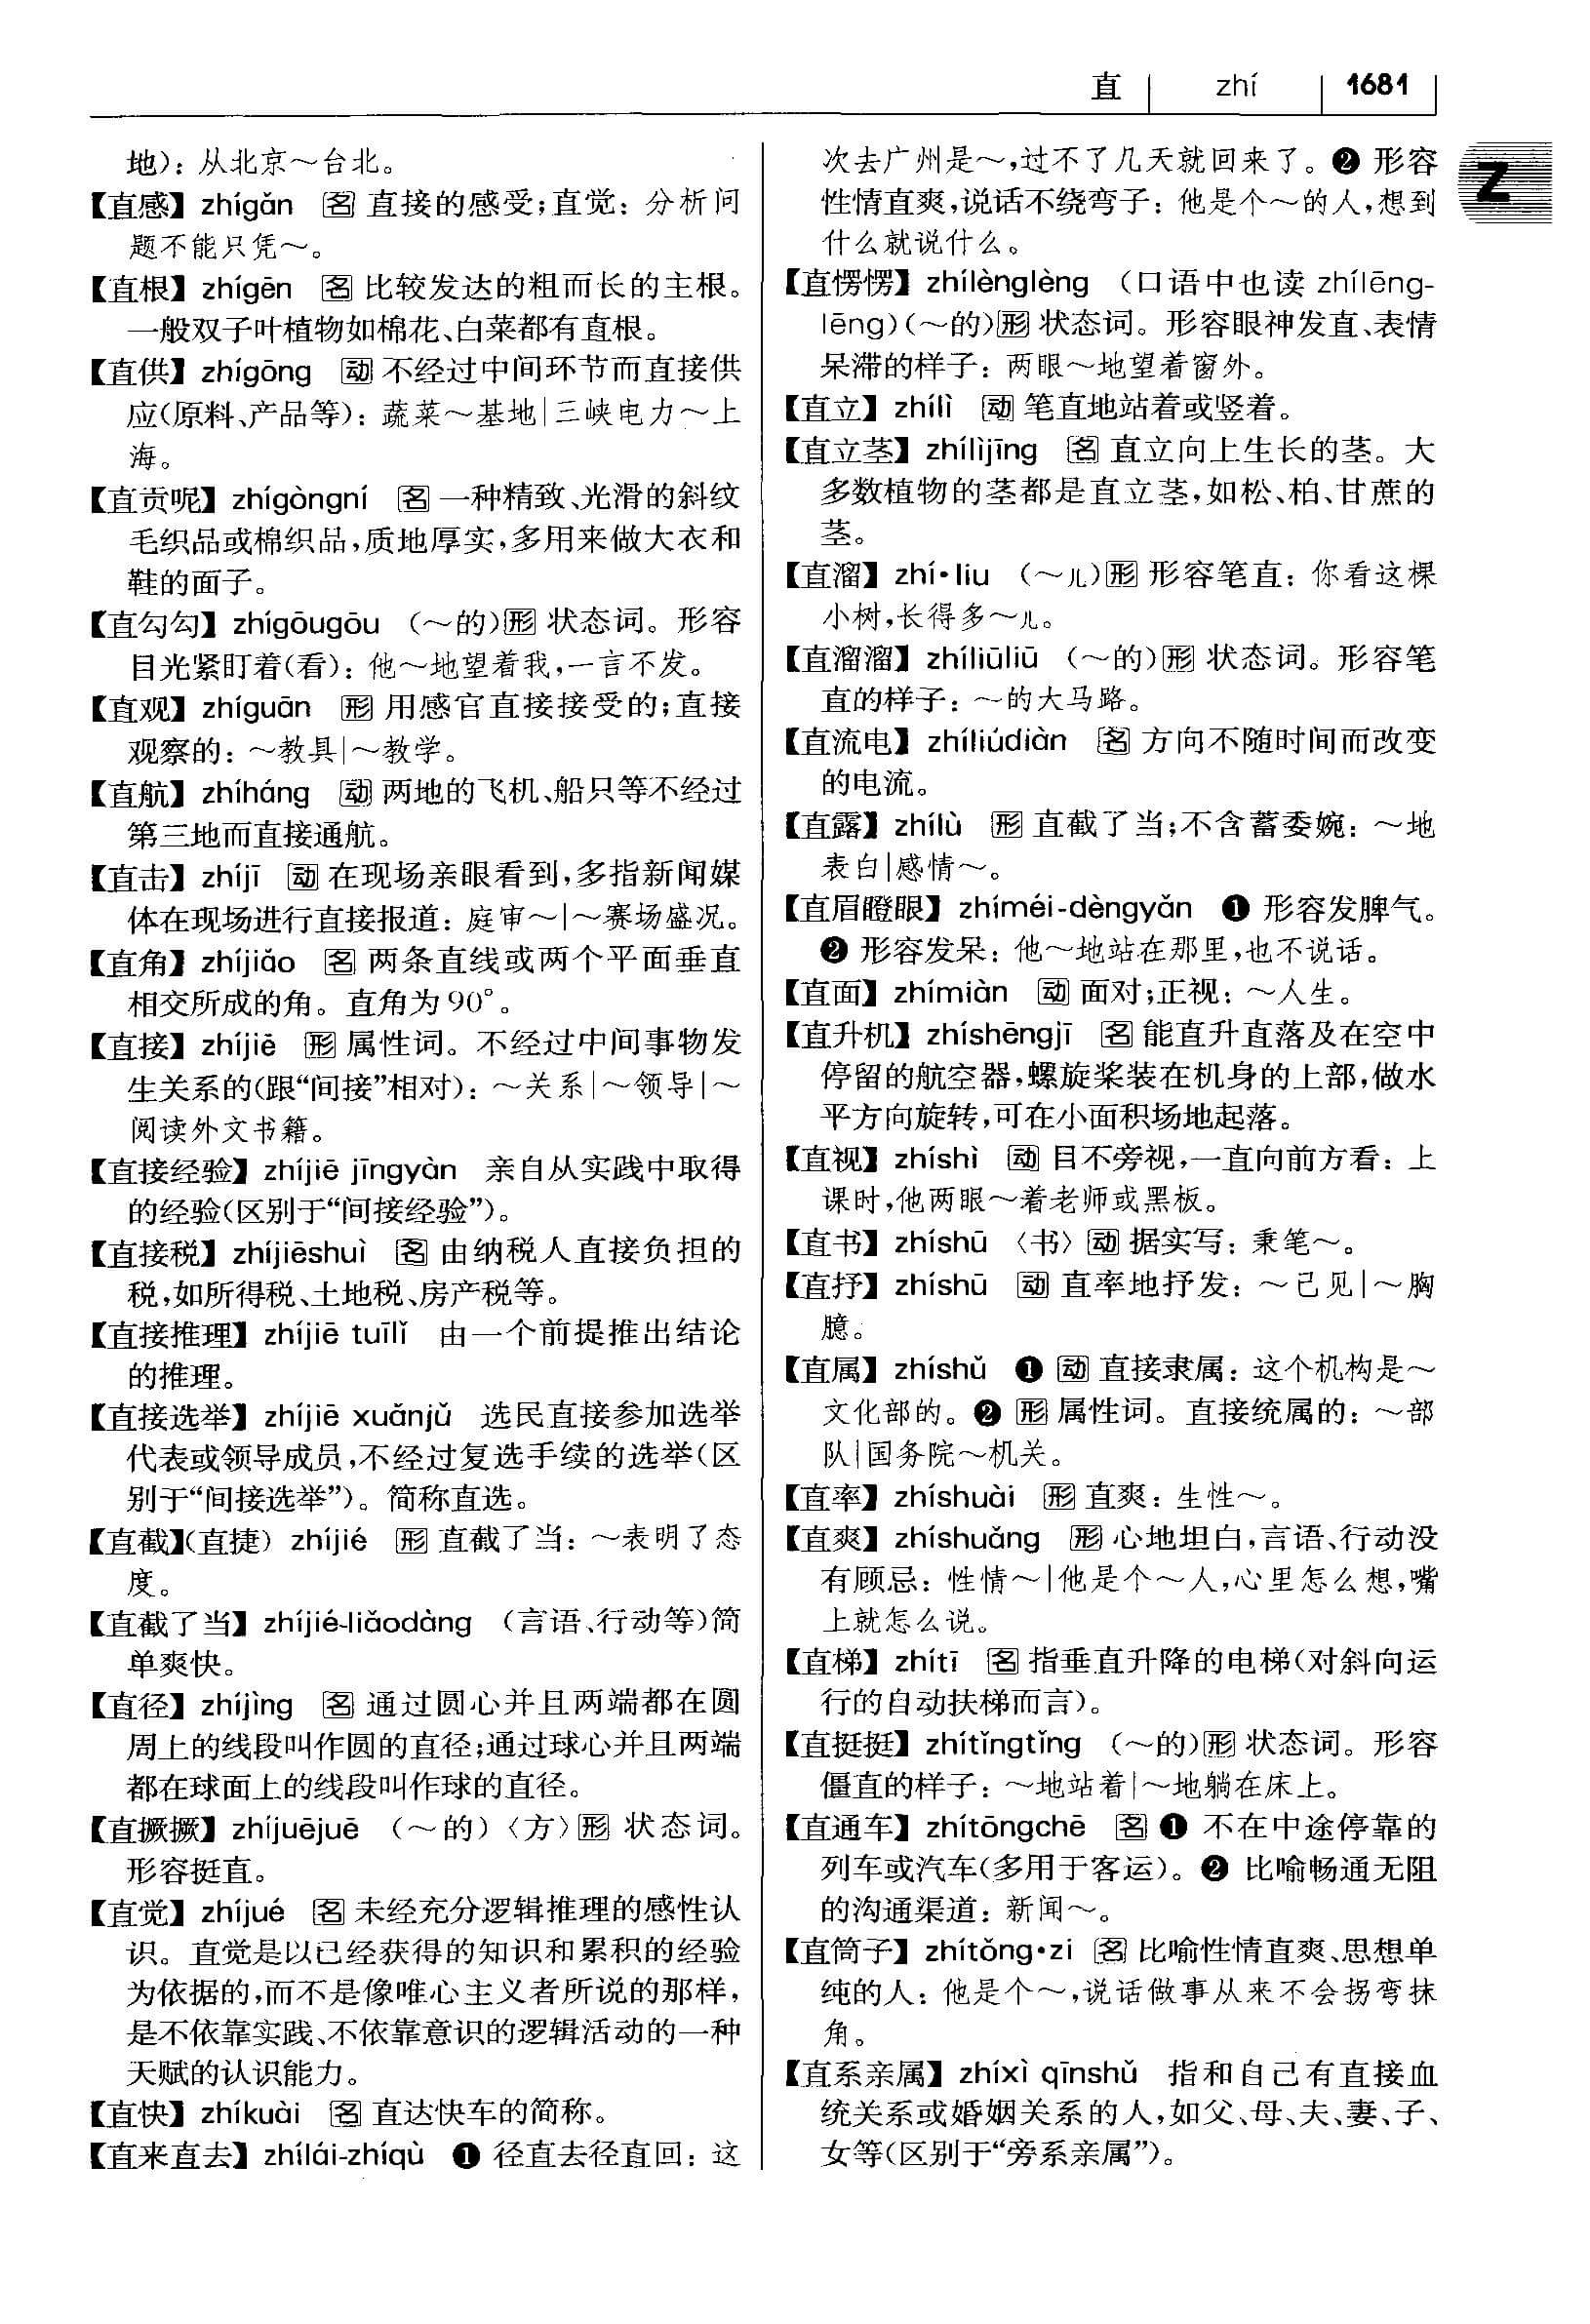 直 zhí 1681
Z
地)：从北京～台北。
【直感】 zhígǎn 名 直接的感受；直觉：分析问
题不能只凭～。
【直根】 zhígēn 名 比较发达的粗而长的主根。
一般双子叶植物如棉花、白菜都有直根。
【直供】 zhígōng 动 不经过中间环节而直接供
应(原料、产品等)：蔬菜～基地|三峡电力～上
海。
【直贡呢】 zhígòngní 名 一种精致、光滑的斜纹
毛织品或棉织品，质地厚实，多用来做大衣和
鞋的面子。
【直勾勾】 zhígōugōu (～的)形 状态词。形容
目光紧盯着(看)：他～地望着我，一言不发。
【直观】 zhíguān 形 用感官直接接受的；直接
观察的：～教具|～教学。
【直航】 zhíháng 动 两地的飞机、船只等不经过
第三地而直接通航。
【直击】 zhíjī 动 在现场亲眼看到，多指新闻媒
体在现场进行直接报道：庭审～|～赛场盛况。
【直角】 zhíjiǎo 名 两条直线或两个平面垂直
相交所成的角。直角为90°。
【直接】 zhíjiē 形 属性词。不经过中间事物发
生关系的(跟“间接”相对)：～关系|～领导|～
阅读外文书籍。
【直接经验】 zhíjiē jīngyàn 亲自从实践中取得
的经验(区别于“间接经验”)。
【直接税】 zhíjiēshuì 名 由纳税人直接负担的
税，如所得税、土地税、房产税等。
【直接推理】 zhíjiē tuīlǐ 由一个前提推出结论
的推理。
【直接选举】 zhíjiē xuǎnjǔ 选民直接参加选举
代表或领导成员，不经过复选手续的选举(区
别于“间接选举”)。简称直选。
【直截】(直捷) zhíjié 形 直截了当：～表明了态
度。
【直截了当】 zhíjié-liǎodàng (言语、行动等)简
单爽快。
【直径】 zhíjìng 名 通过圆心并且两端都在圆
周上的线段叫作圆的直径；通过球心并且两端
都在球面上的线段叫作球的直径。
【直撅撅】 zhíjuējuē (～的)〈方〉形 状态词。
形容挺直。
【直觉】 zhíjué 名 未经充分逻辑推理的感性认
识。直觉是以已经获得的知识和累积的经验
为依据的，而不是像唯心主义者所说的那样，
是不依靠实践、不依靠意识的逻辑活动的一种
天赋的认识能力。
【直快】 zhíkuài 名 直达快车的简称。
【直来直去】 zhílái-zhíqù ❶ 径直去径直回：这
次去广州是～，过不了几天就回来了。❷ 形容
性情直爽，说话不绕弯子：他是个～的人，想到
什么就说什么。
【直愣愣】 zhílènglèng (口语中也读 zhílēng-
lēng)(～的)形 状态词。形容眼神发直、表情
呆滞的样子：两眼～地望着窗外。
【直立】 zhílì 动 笔直地站着或竖着。
【直立茎】 zhílìjīng 名 直立向上生长的茎。大
多数植物的茎都是直立茎，如松、柏、甘蔗的
茎。
【直溜】 zhí·liu (～儿)形 形容笔直：你看这棵
小树，长得多～儿。
【直溜溜】 zhíliūliū (～的)形 状态词。形容笔
直的样子：～的大马路。
【直流电】 zhíliúdiàn 名 方向不随时间而改变
的电流。
【直露】 zhílù 形 直截了当；不含蓄委婉：～地
表白|感情～。
【直眉瞪眼】 zhíméi-dèngyǎn ❶ 形容发脾气。
❷ 形容发呆：他～地站在那里，也不说话。
【直面】 zhímiàn 动 面对；正视：～人生。
【直升机】 zhíshēngjī 名 能直升直落及在空中
停留的航空器，螺旋桨装在机身的上部，做水
平方向旋转，可在小面积场地起落。
【直视】 zhíshì 动 目不旁视，一直向前方看：上
课时，他两眼～着老师或黑板。
【直书】 zhíshū 〈书〉动 据实写：秉笔～。
【直抒】 zhíshū 动 直率地抒发：～己见|～胸
臆。
【直属】 zhíshǔ ❶ 动 直接隶属：这个机构是～
文化部的。❷ 形 属性词。直接统属的：～部
队|国务院～机关。
【直率】 zhíshuài 形 直爽：生性～。
【直爽】 zhíshuǎng 形 心地坦白，言语、行动没
有顾忌：性情～|他是个～人，心里怎么想，嘴
上就怎么说。
【直梯】 zhítī 名 指垂直升降的电梯(对斜向运
行的自动扶梯而言)。
【直挺挺】 zhítǐngtǐng (～的)形 状态词。形容
僵直的样子：～地站着|～地躺在床上。
【直通车】 zhítōngchē 名 ❶ 不在中途停靠的
列车或汽车(多用于客运)。❷ 比喻畅通无阻
的沟通渠道：新闻～。
【直筒子】 zhítǒng·zi 名 比喻性情直爽、思想单
纯的人：他是个～，说话做事从来不会拐弯抹
角。
【直系亲属】 zhíxì qīnshǔ 指和自己有直接血
统关系或婚姻关系的人，如父、母、夫、妻、子、
女等(区别于“旁系亲属”)。